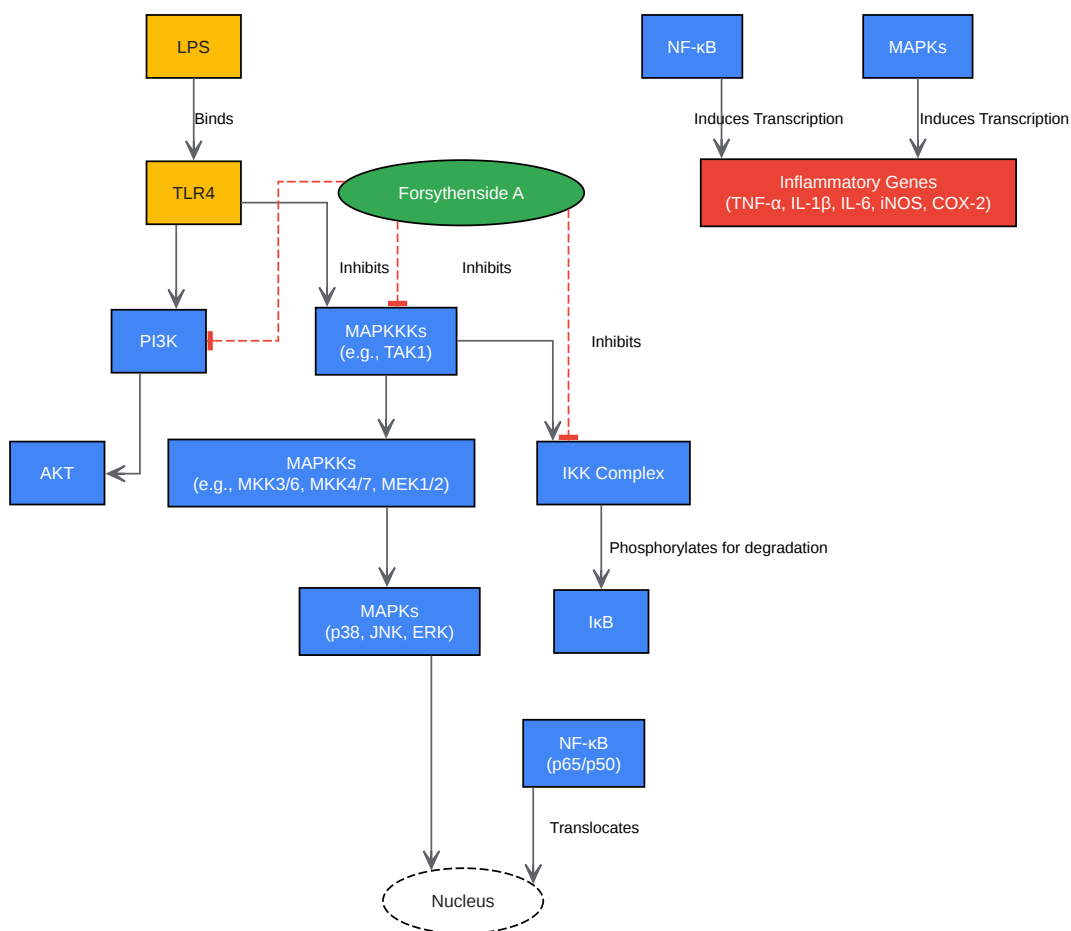 LPS
NF-κB
MAPKs
Binds
Induces Transcription
Induces Transcription
TLR4
Forsythenside A
Inflammatory Genes
(TNF-α, IL-1β, IL-6, iNOS, COX-2)
Inhibits
Inhibits
PI3K
MAPKKKs
(e.g., TAK1)
Inhibits
AKT
MAPKKs
(e.g., MKK3/6, MKK4/7, MEK1/2)
IKK Complex
Phosphorylates for degradation
MAPKs
(p38, JNK, ERK)
IκB
NF-κB
(p65/p50)
Translocates
Nucleus